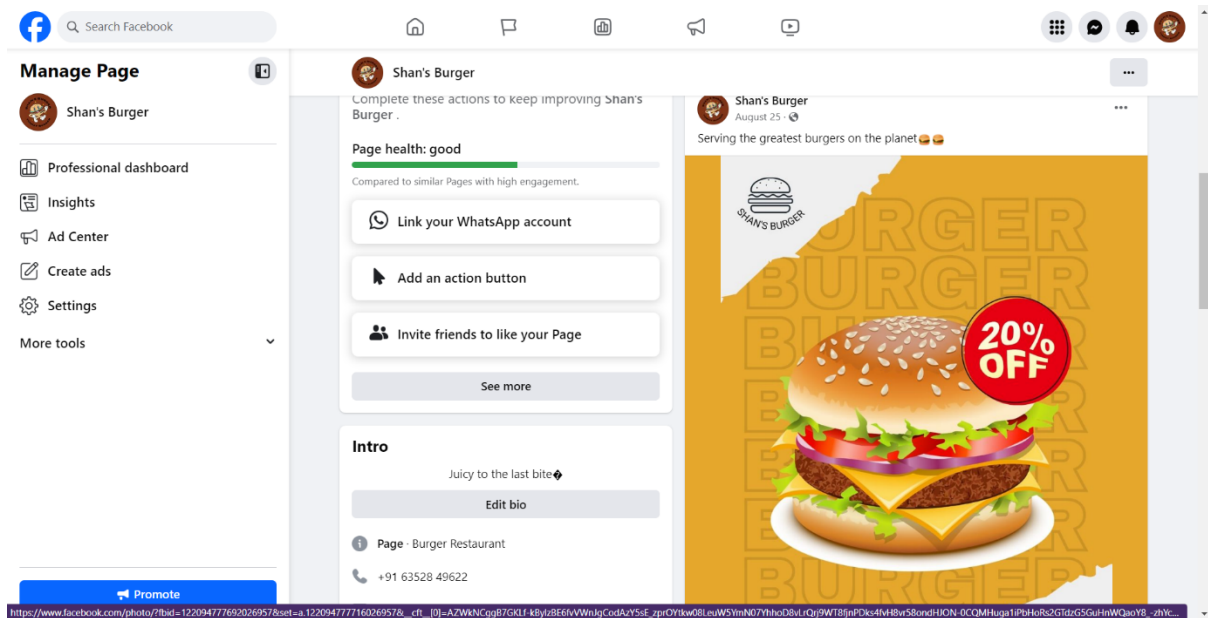 Search Facebook
Manage Page
Shan's Burger
Professional dashboard
Insights
Ad Center
Create ads
Settings
More tools
Promote
Shan's Burger
Complete these actions to keep improving Shan's
Burger .
Page health: good
Compared to similar Pages with high engagement.
Link your WhatsApp account
Add an action button
Invite friends to like your Page
See more
Intro
Juicy to the last bite�
Edit bio
Page · Burger Restaurant
+91 63528 49622
Shan's Burger
August 25 ·
Serving the greatest burgers on the planet🍔🍔
SHAN'S BURGER
BURGER
BURGER
BURGER
20%
OFF
BURGER